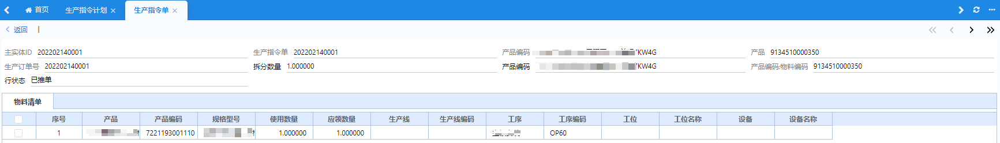 首页 生产指令计划 × 生产指令单 ×
返回
主实体ID 202202140001 生产指令单 202202140001 产品编码 KW4G 产品 9134510000350
生产订单号 202202140001 拆分数量 1.000000 产品编码 KW4G 产品编码:物料编码 9134510000350
行状态 已推单
物料清单
序号 产品 产品编码 规格型号 使用数量 应领数量 生产线 生产线编码 工序 工序编码 工位 工位名称 设备 设备名称
1 7221193001110 1.000000 1.000000 OP60